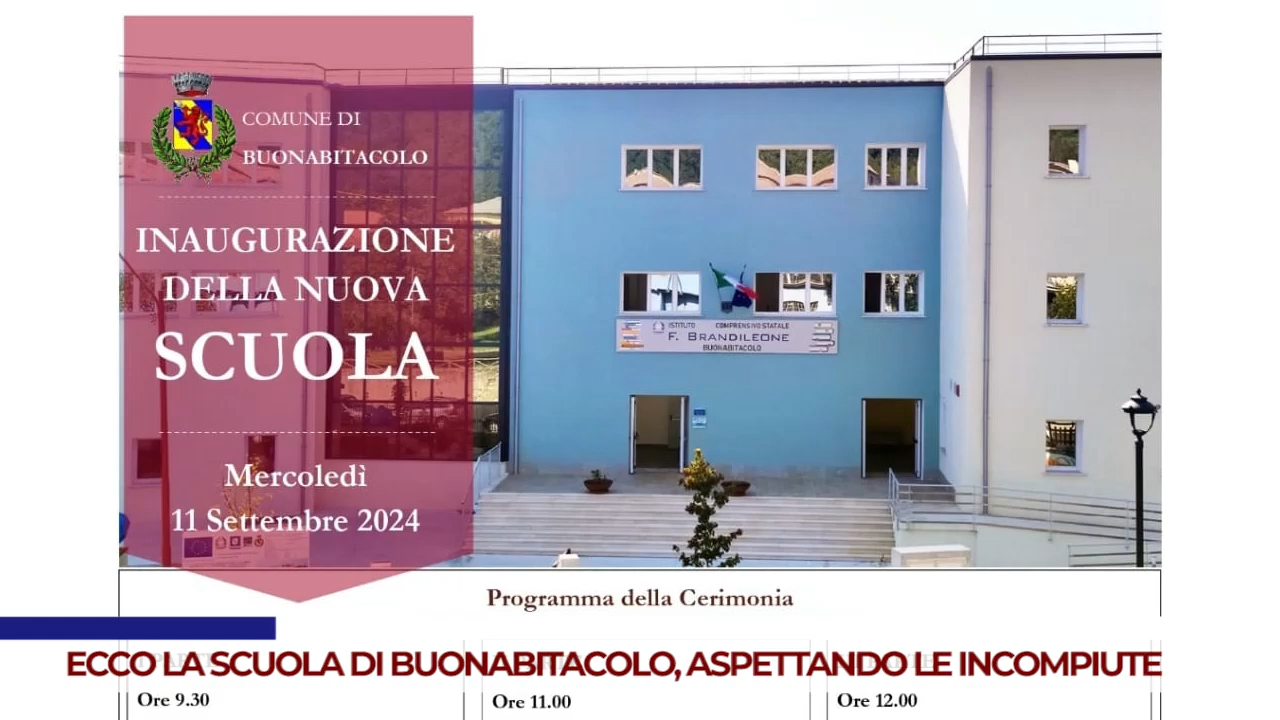 COMUNE DI
BUONABITACOLO
INAUGURAZIONE
DELLA NUOVA
SCUOLA
Mercoledì
11 Settembre 2024
ISTITUTO COMPRENSIVO STATALE
F. BRANDILEONE
BUONABITACOLO
Programma della Cerimonia
ECCO LA SCUOLA DI BUONABITACOLO, ASPETTANDO LE INCOMPIUTE
Ore 9.30
Ore 11.00
Ore 12.00